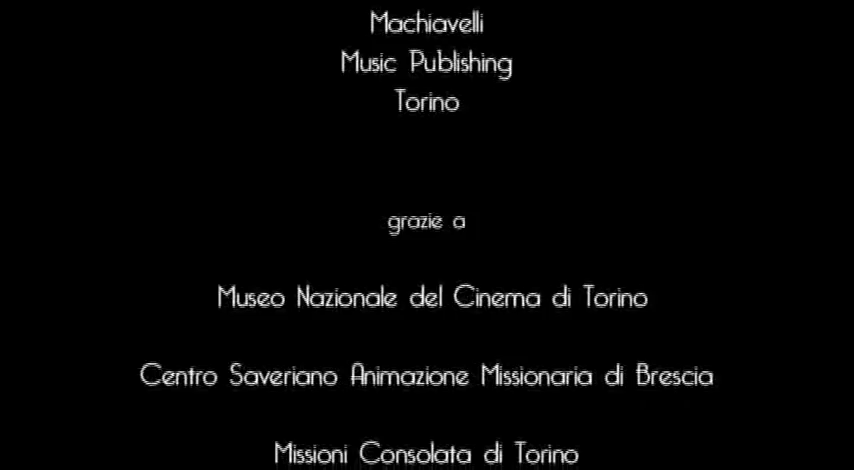 Machiavelli
Music Publishing
Torino
grazie a
Museo Nazionale del Cinema di Torino
Centro Saveriano Animazione Missionaria di Brescia
Missioni Consolata di Torino